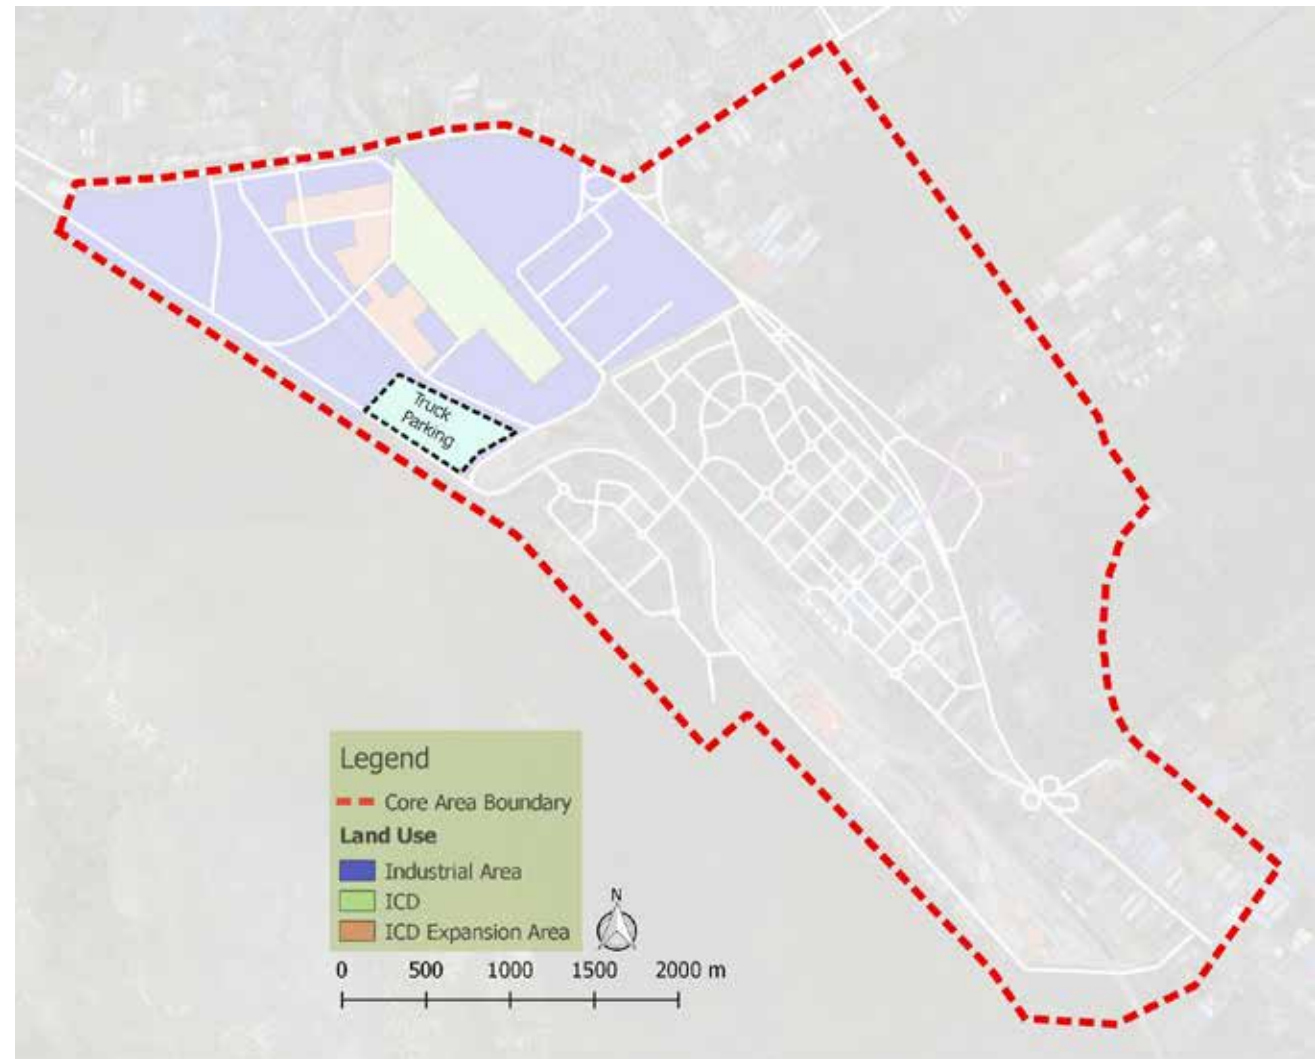 Truck
Parking
Legend
Core Area Boundary
Land Use
Industrial Area
ICD
ICD Expansion Area
N
0 500 1000 1500 2000 m